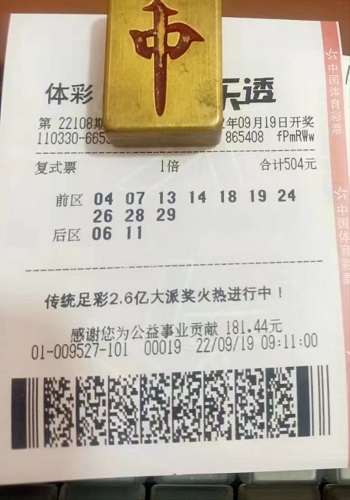 体彩 乐透
第 22108期 年09月19日开奖
110330-6653 865408 fPmRWw
复式票 1倍 合计504元
前区 04 07 13 14 18 19 24
26 28 29
后区 06 11
传统足彩2.6亿大派奖火热进行中！
感谢您为公益事业贡献 181.44元
01-009527-101 00019 22/09/19 09:11:00
中
中国体育彩票
中国体育彩票